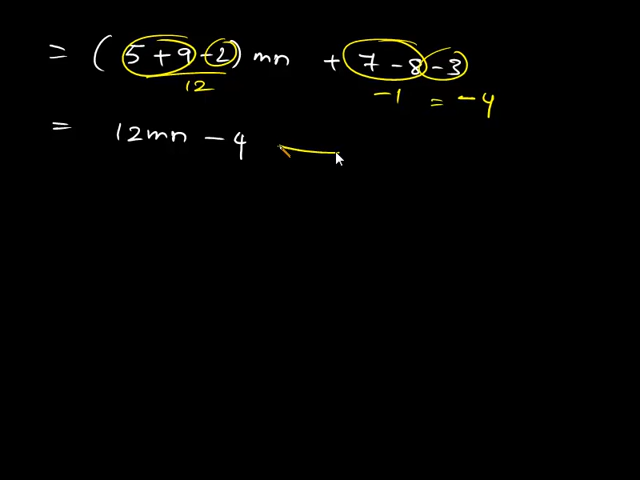 = ( 5 + 9 - 2 ) mn + 7 - 8 - 3
12 -1 = -4
= 12mn - 4